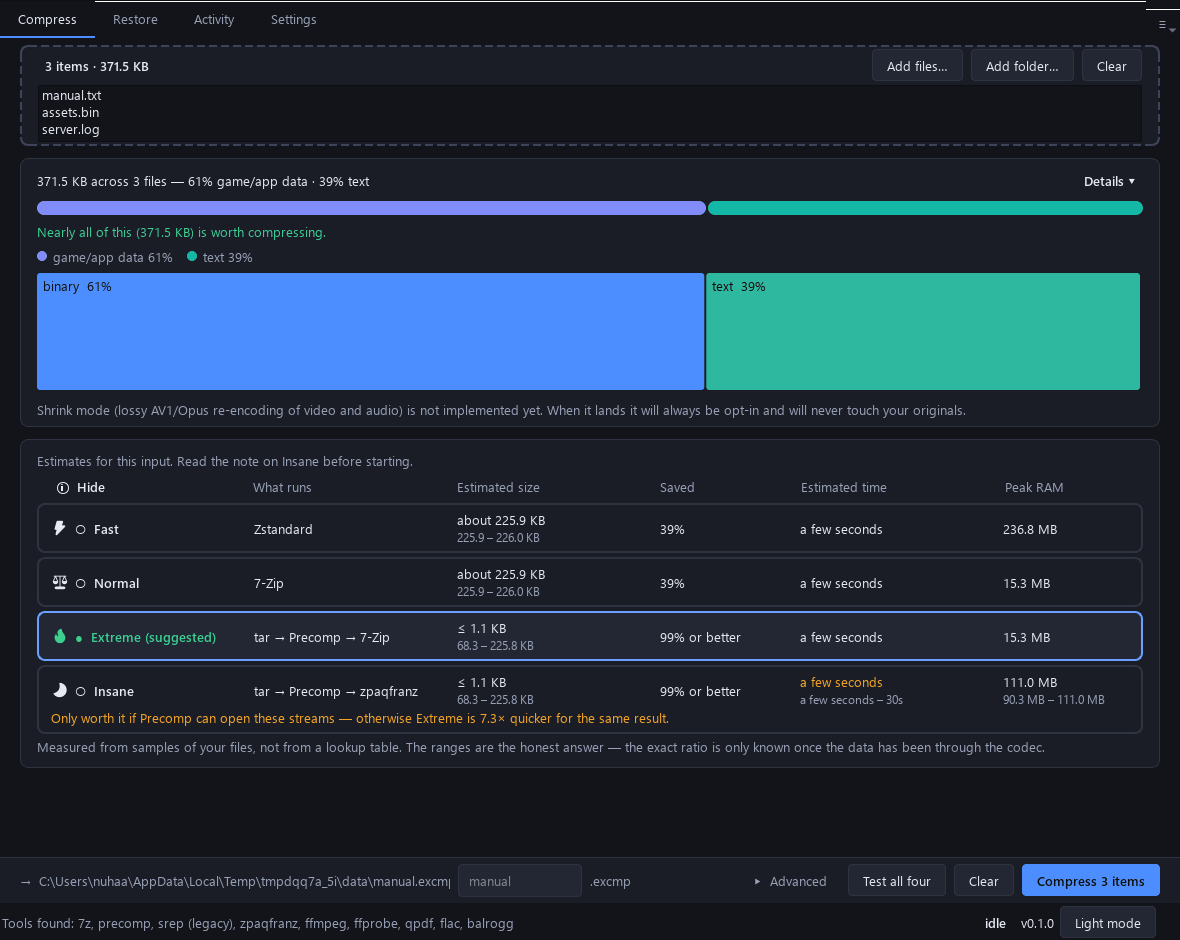 Compress Restore Activity Settings
3 items · 371.5 KB Add files... Add folder... Clear
manual.txt
assets.bin
server.log
371.5 KB across 3 files — 61% game/app data · 39% text Details ▾
Nearly all of this (371.5 KB) is worth compressing.
game/app data 61% text 39%
binary 61% text 39%
Shrink mode (lossy AV1/Opus re-encoding of video and audio) is not implemented yet. When it lands it will always be opt-in and will never touch your originals.
Estimates for this input. Read the note on Insane before starting.
Hide What runs Estimated size Saved Estimated time Peak RAM
Fast Zstandard about 225.9 KB 39% a few seconds 236.8 MB
225.9 – 226.0 KB
Normal 7-Zip about 225.9 KB 39% a few seconds 15.3 MB
225.9 – 226.0 KB
Extreme (suggested) tar → Precomp → 7-Zip ≤ 1.1 KB 99% or better a few seconds 15.3 MB
68.3 – 225.8 KB
Insane tar → Precomp → zpaqfranz ≤ 1.1 KB 99% or better a few seconds 111.0 MB
68.3 – 225.8 KB a few seconds – 30s 90.3 MB – 111.0 MB
Only worth it if Precomp can open these streams — otherwise Extreme is 7.3× quicker for the same result.
Measured from samples of your files, not from a lookup table. The ranges are the honest answer — the exact ratio is only known once the data has been through the codec.
→ C:\Users\nuhaa\AppData\Local\Temp\tmpdqq7a_5i\data\manual.excmp manual .excmp ▸ Advanced Test all four Clear Compress 3 items
Tools found: 7z, precomp, srep (legacy), zpaqfranz, ffmpeg, ffprobe, qpdf, flac, balrogg idle v0.1.0 Light mode